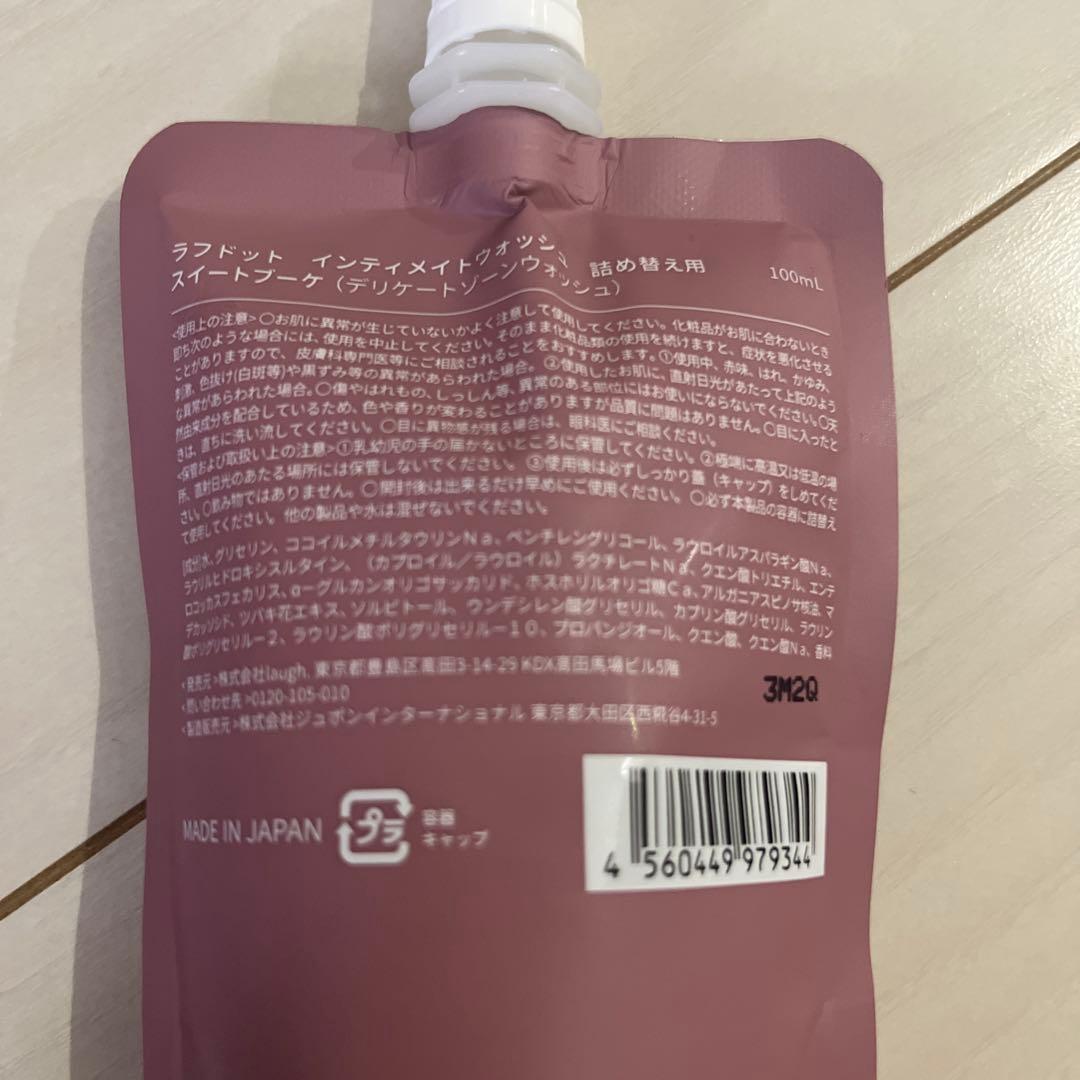 ラフドット　インティメイトウォッシュ　詰め替え用
100mL
スイートブーケ（デリケートゾーンウォッシュ）
<使用上の注意>○お肌に異常が生じていないかよく注意して使用してください。化粧品がお肌に合わないとき
即ち次のような場合には、使用を中止してください。そのまま化粧品類の使用を続けますと、症状を悪化させる
ことがありますので、皮膚科専門医等にご相談されることをおすすめします。①使用中、赤味、はれ、かゆみ、
刺激、色抜け(白斑等)や黒ずみ等の異常があらわれた場合。②使用したお肌に、直射日光があたって上記のよう
な異常があらわれた場合。○傷やはれもの、しっしん等、異常のある部位にはお使いにならないでください。○天
然由来成分を配合しているため、色や香りが変わることがありますが品質に問題はありません。○目に入ったと
きは、直ちに洗い流してください。○目に異物感が残る場合は、眼科医にご相談ください。
<保管および取扱い上の注意>①乳幼児の手の届かないところに保管してください。②極端に高温又は低温の場
所、直射日光のあたる場所には保管しないでください。③使用後は必ずしっかり蓋（キャップ）をしめてくだ
さい。○飲み物ではありません。○開封後は出来るだけ早めにご使用ください。○必ず本製品の容器に詰替え
て使用してください。他の製品や水は混ぜないでください。
[成分]水、グリセリン、ココイルメチルタウリンＮａ、ペンチレングリコール、ラウロイルアスパラギン酸Ｎａ、
ラウリルヒドロキシスルタイン、（カプロイル／ラウロイル）ラクチレートＮａ、クエン酸トリエチル、エンテ
ロコッカスフェカリス、α－グルカンオリゴサッカリド、ホスホリルオリゴ糖Ｃａ、アルガニアスピノサ核油、マ
デカッソシド、ツバキ花エキス、ソルビトール、ウンデシレン酸グリセリル、カプリン酸グリセリル、ラウリン
酸ポリグリセリル－２、ラウリン酸ポリグリセリル－１０、プロパンジオール、クエン酸、クエン酸Ｎａ、香料
<発売元>株式会社laugh. 東京都豊島区高田3-14-29 KDX高田馬場ビル5階
<問い合わせ先>0120-105-010
3M2Q
<製造販売元>株式会社ジュポンインターナショナル 東京都大田区西糀谷4-31-5
MADE IN JAPAN
プラ
容器
キャップ
4 560449 979344